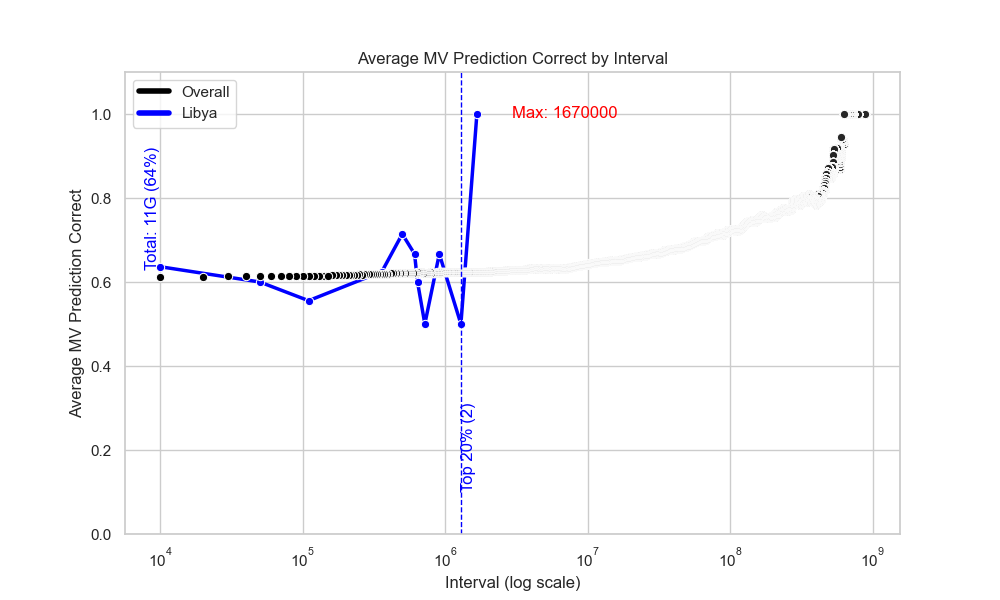 Average MV Prediction Correct by Interval
Overall
Libya
Max: 1670000
Total: 11G (64%)
Top 20% (2)
Average MV Prediction Correct
1.0
0.8
0.6
0.4
0.2
0.0
10^4 10^5 10^6 10^7 10^8 10^9
Interval (log scale)